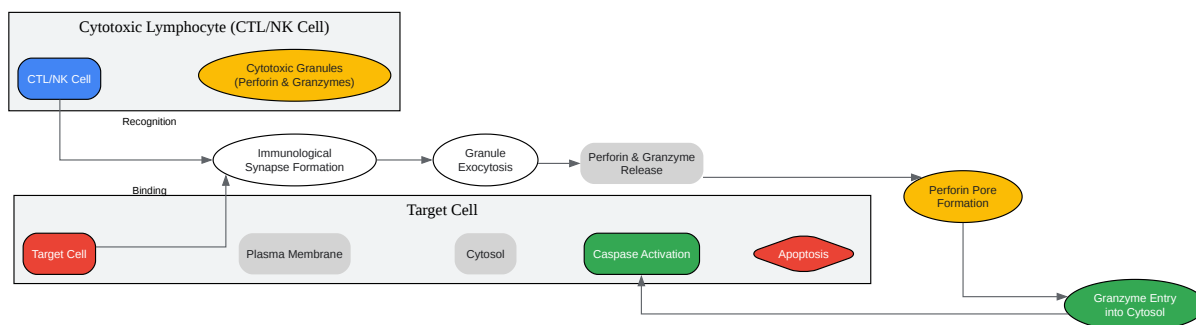 Cytotoxic Lymphocyte (CTL/NK Cell)
CTL/NK Cell
Cytotoxic Granules
(Perforin & Granzymes)
Recognition
Immunological
Synapse Formation
Granule
Exocytosis
Perforin & Granzyme
Release
Perforin Pore
Formation
Binding
Target Cell
Target Cell
Plasma Membrane
Cytosol
Caspase Activation
Apoptosis
Granzyme Entry
into Cytosol